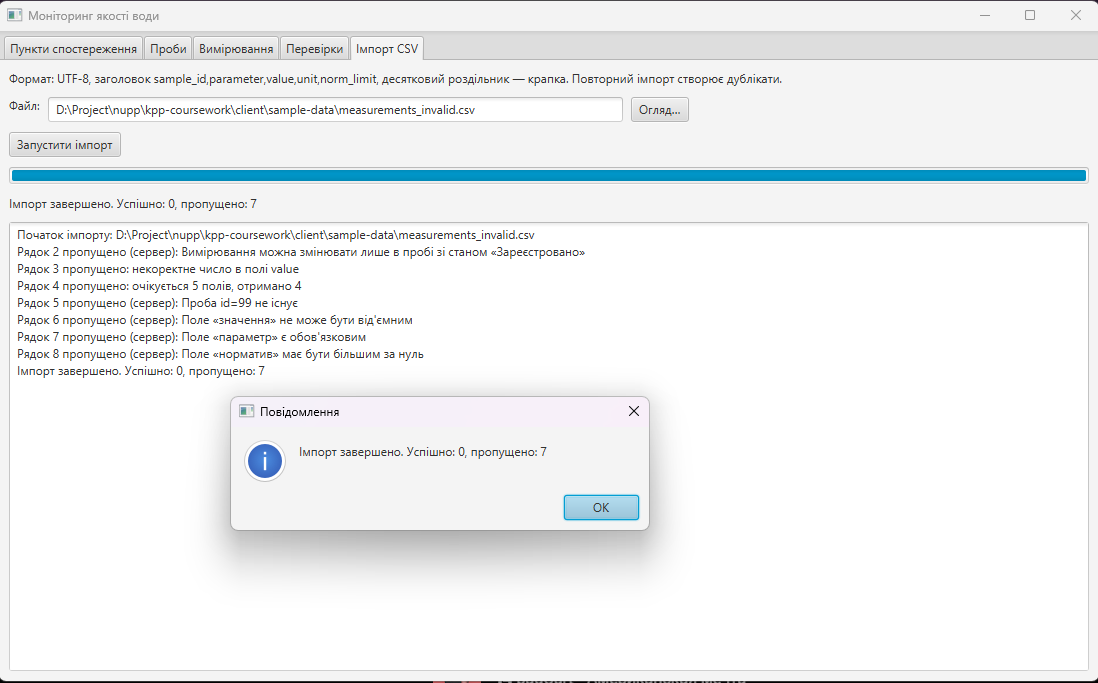 Моніторинг якості води
Пункти спостереження Проби Вимірювання Перевірки Імпорт CSV
Формат: UTF-8, заголовок sample_id,parameter,value,unit,norm_limit, десятковий роздільник — крапка. Повторний імпорт створює дублікати.
Файл: D:\Project\nupp\kpp-coursework\client\sample-data\measurements_invalid.csv Огляд...
Запустити імпорт
Імпорт завершено. Успішно: 0, пропущено: 7
Початок імпорту: D:\Project\nupp\kpp-coursework\client\sample-data\measurements_invalid.csv
Рядок 2 пропущено (сервер): Вимірювання можна змінювати лише в пробі зі станом «Зареєстровано»
Рядок 3 пропущено: некоректне число в полі value
Рядок 4 пропущено: очікується 5 полів, отримано 4
Рядок 5 пропущено (сервер): Проба id=99 не існує
Рядок 6 пропущено (сервер): Поле «значення» не може бути від'ємним
Рядок 7 пропущено (сервер): Поле «параметр» є обов'язковим
Рядок 8 пропущено (сервер): Поле «норматив» має бути більшим за нуль
Імпорт завершено. Успішно: 0, пропущено: 7
Повідомлення
Імпорт завершено. Успішно: 0, пропущено: 7
OK